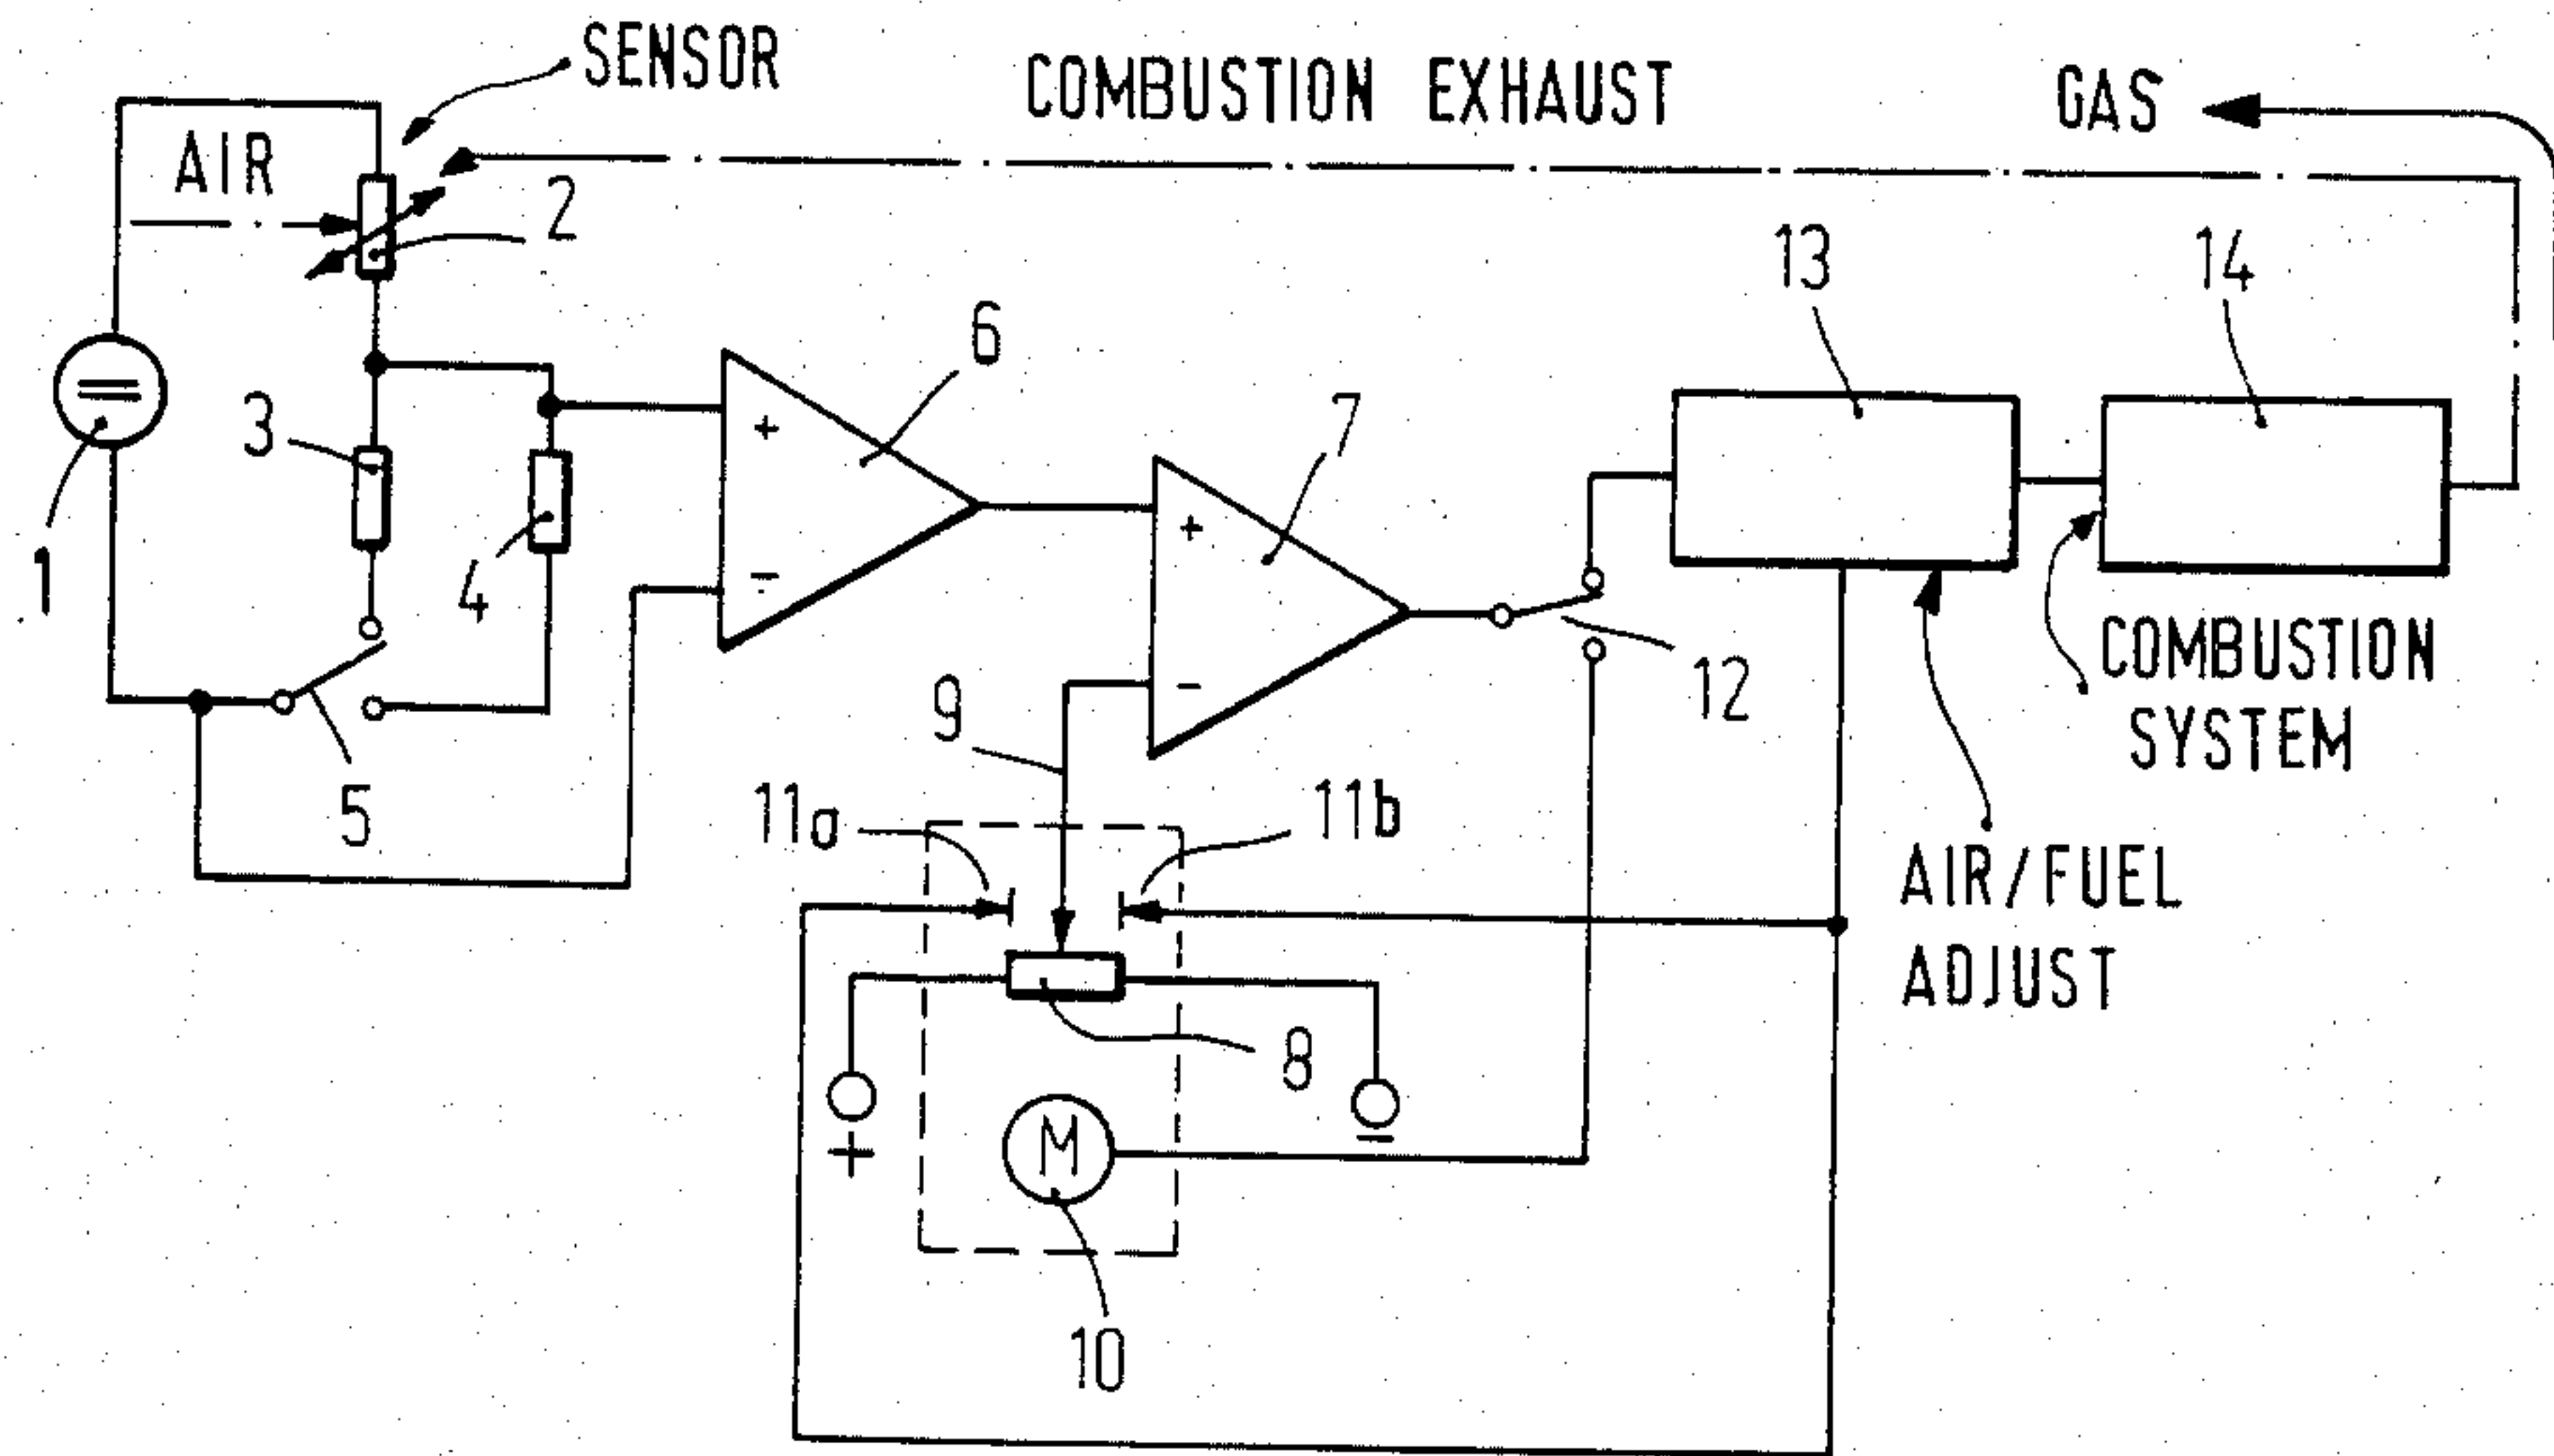 SENSOR
COMBUSTION EXHAUST GAS
AIR
2
13
14
6
3
7
1
4
12
COMBUSTION
SYSTEM
9
5
11a
11b
AIR/FUEL
ADJUST
+
-
+
-
8
+
-
M
10